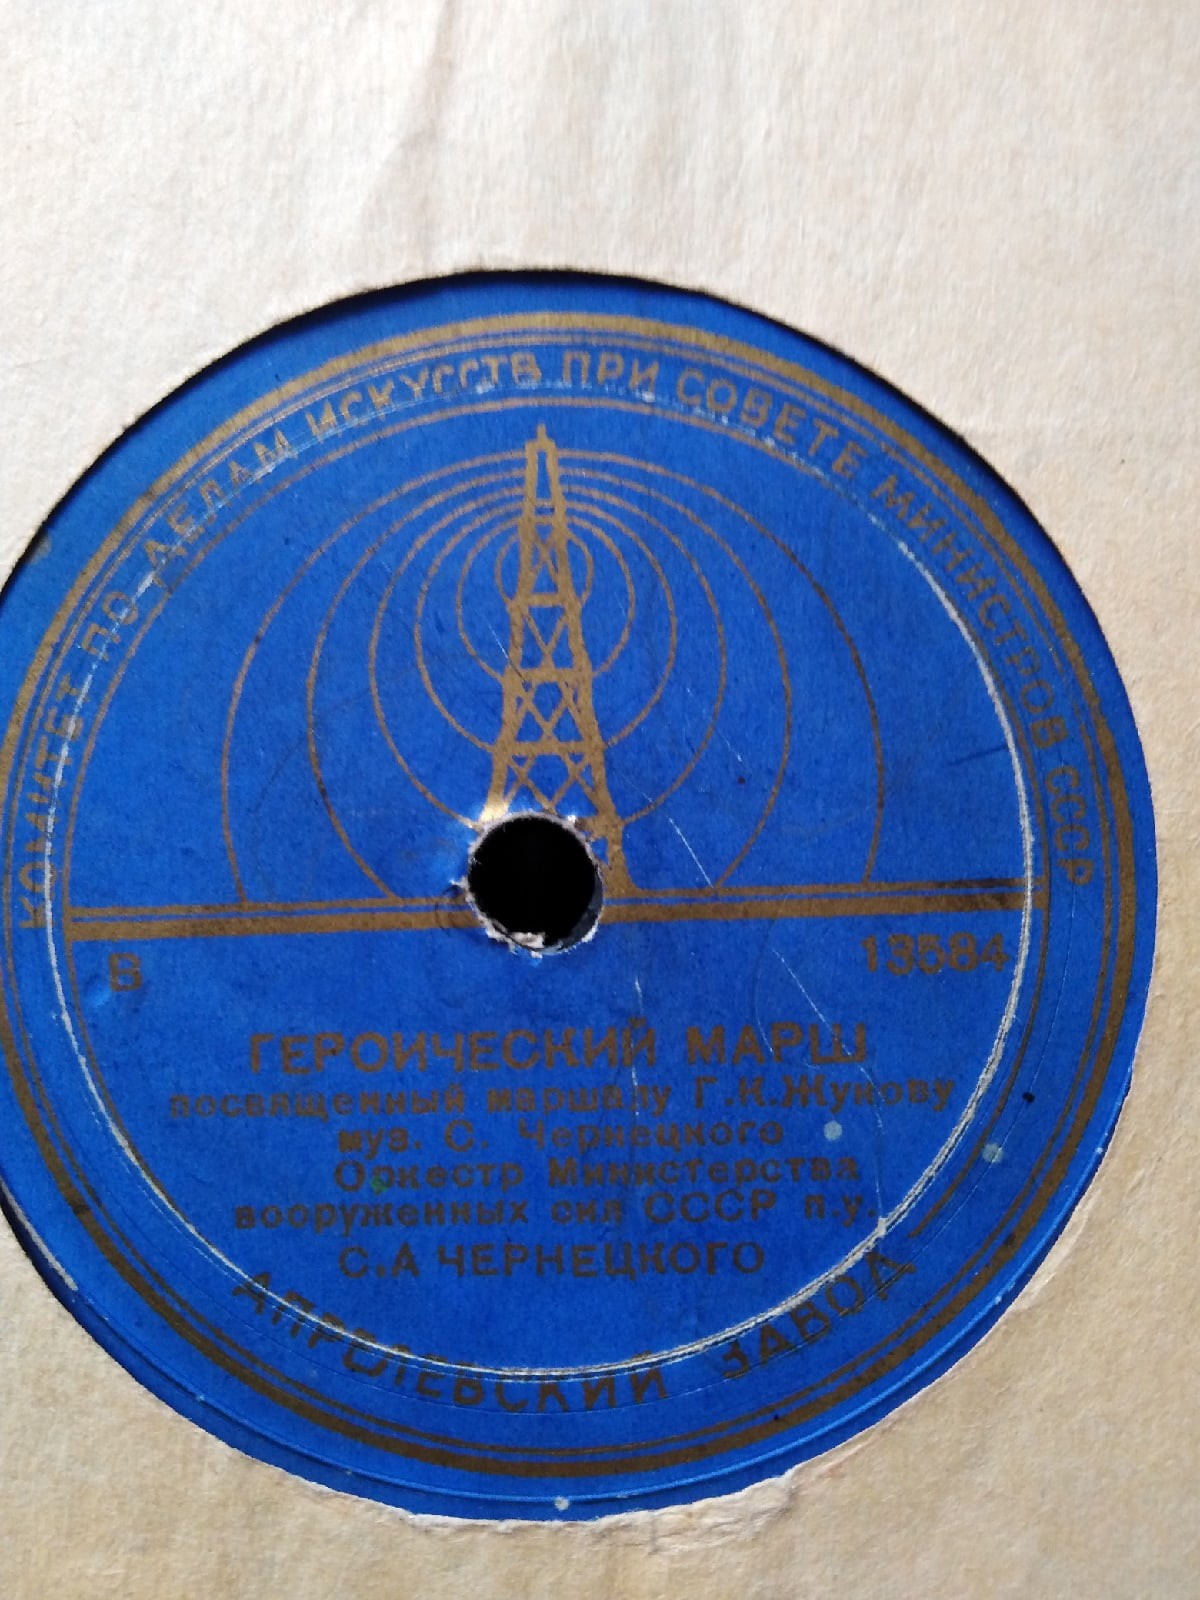 КОМИТЕТ ПО ДЕЛАМ ИСКУССТВ ПРИ СОВЕТЕ МИНИСТРОВ СССР
В 13584
ГЕРОИЧЕСКИЙ МАРШ
посвященный маршалу Г.К.Жукову
муз. С. Чернецкого
Оркестр Министерства
вооруженных сил СССР п.у.
С.А ЧЕРНЕЦКОГО
АПРЕЛЕВСКИЙ ЗАВОД